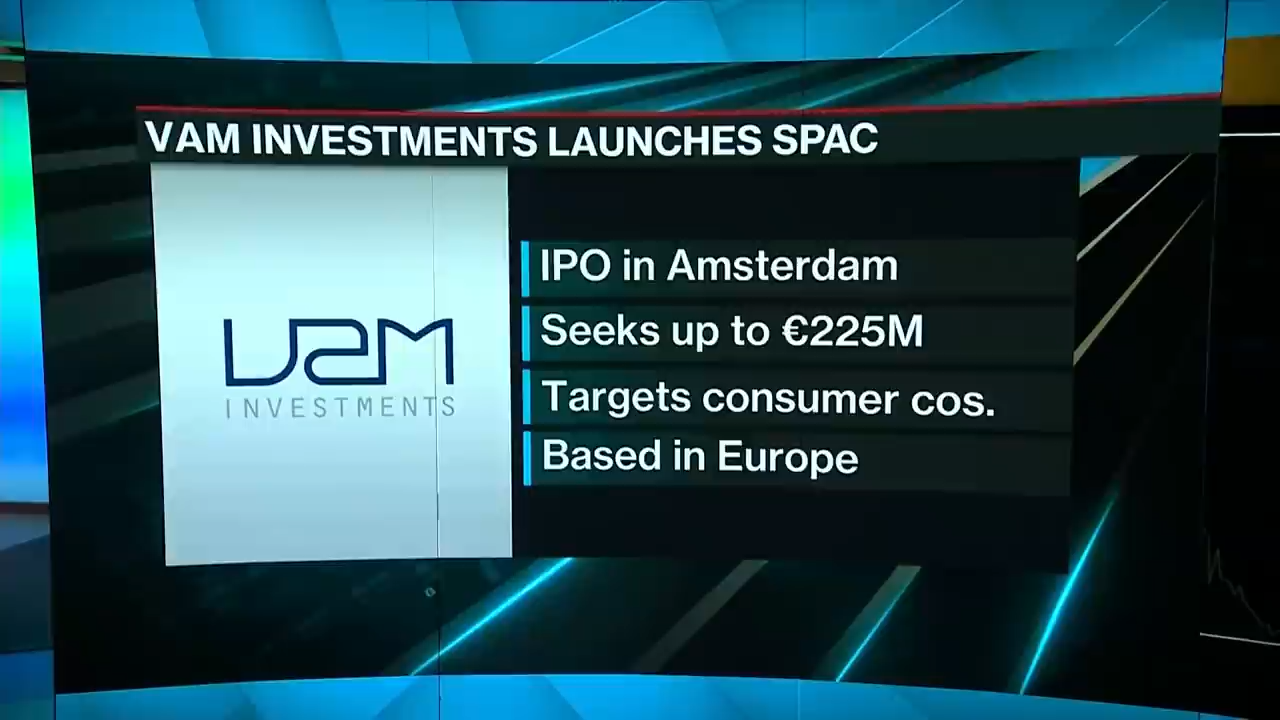 VAM INVESTMENTS LAUNCHES SPAC
VAM
INVESTMENTS
IPO in Amsterdam
Seeks up to €225M
Targets consumer cos.
Based in Europe